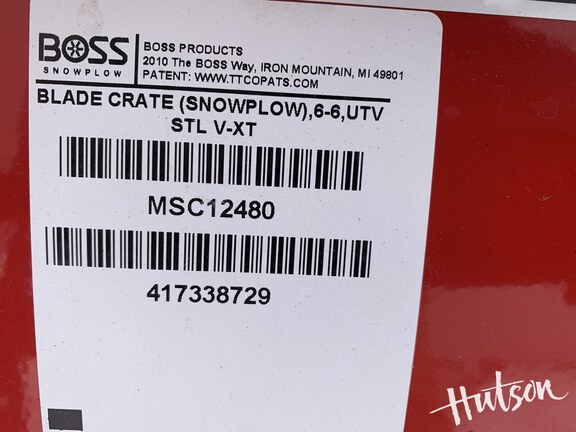 BOSS
SNOWPLOW
BOSS PRODUCTS
2010 The BOSS Way, IRON MOUNTAIN, MI 49801
PATENT: WWW.TTCOPATS.COM
BLADE CRATE (SNOWPLOW),6-6,UTV
STL V-XT
MSC12480
417338729
Hutson